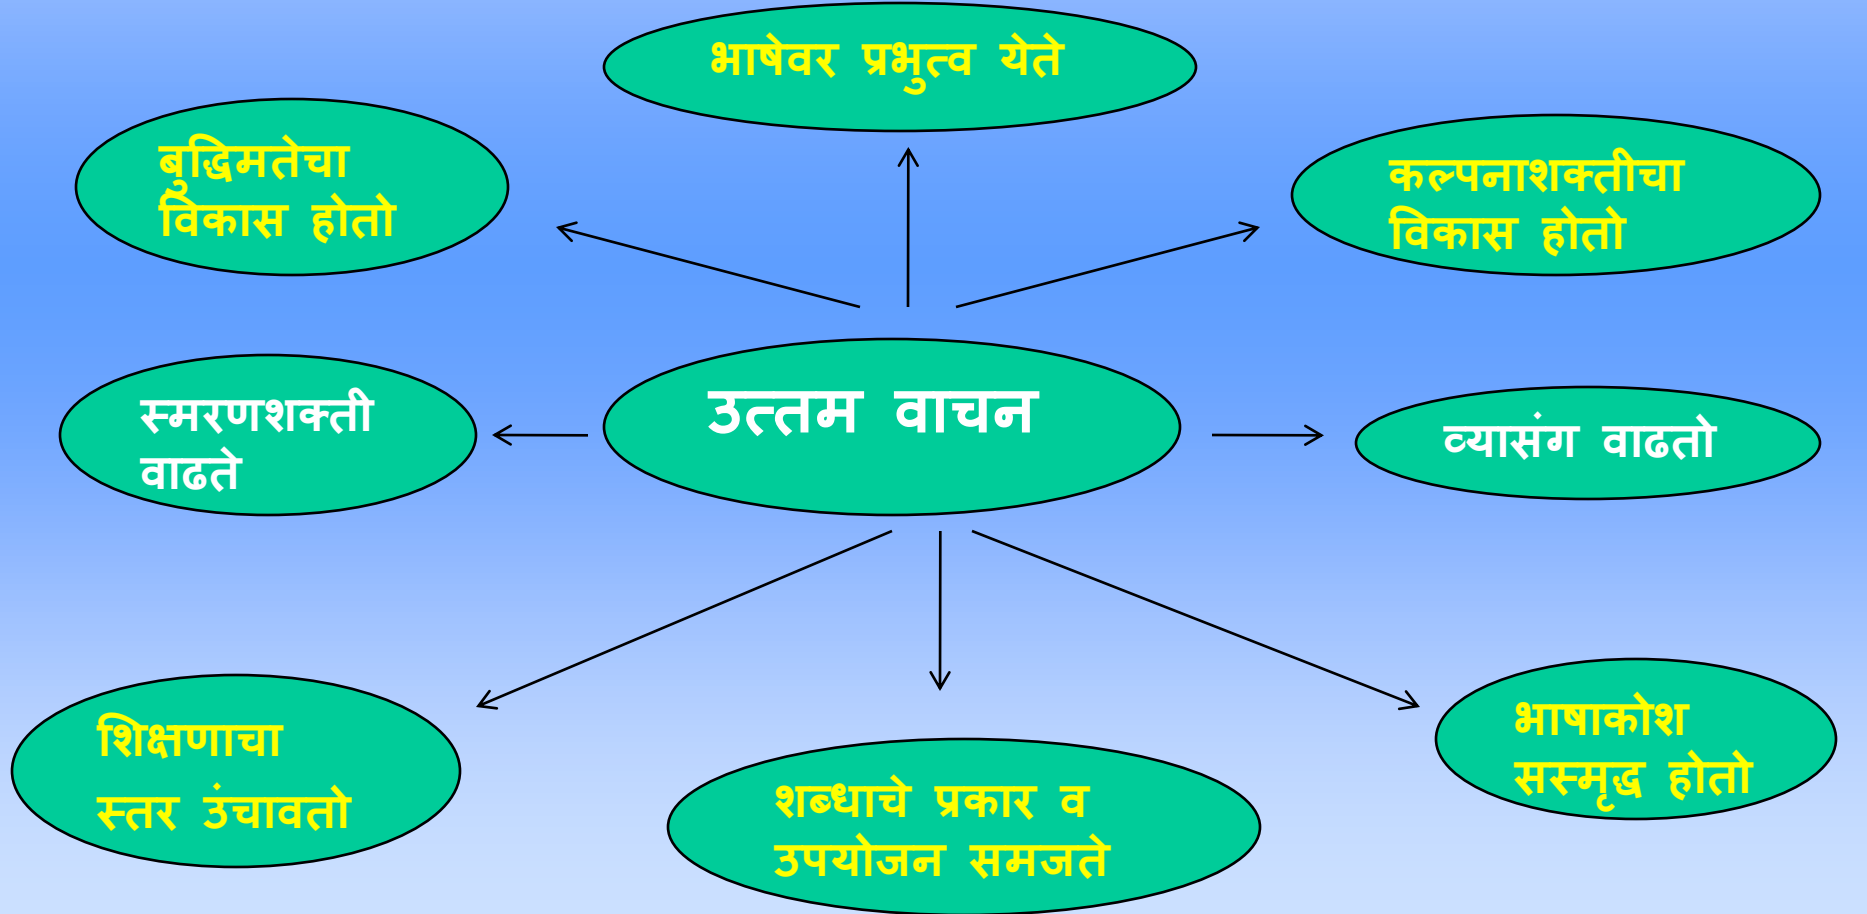 भाषेवर प्रभुत्व येते
बुद्धिमतेचा
विकास होतो
कल्पनाशक्तीचा
विकास होतो
उत्तम वाचन
स्मरणशक्ती
वाढते
व्यासंग वाढतो
शिक्षणाचा
स्तर उंचावतो
शब्धाचे प्रकार व
उपयोजन समजते
भाषाकोश
सस्मृद्ध होतो